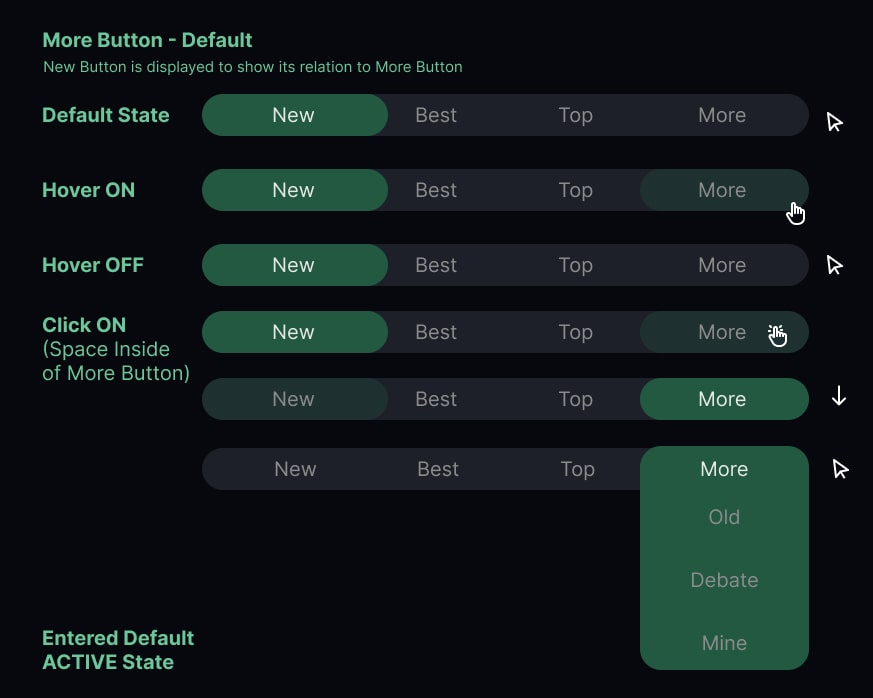 More Button - Default
New Button is displayed to show its relation to More Button
Default State
New Best Top More
Hover ON
New Best Top More
Hover OFF
New Best Top More
Click ON
(Space Inside
of More Button)
New Best Top More
New Best Top More
New Best Top More
Old
Debate
Mine
Entered Default
ACTIVE State